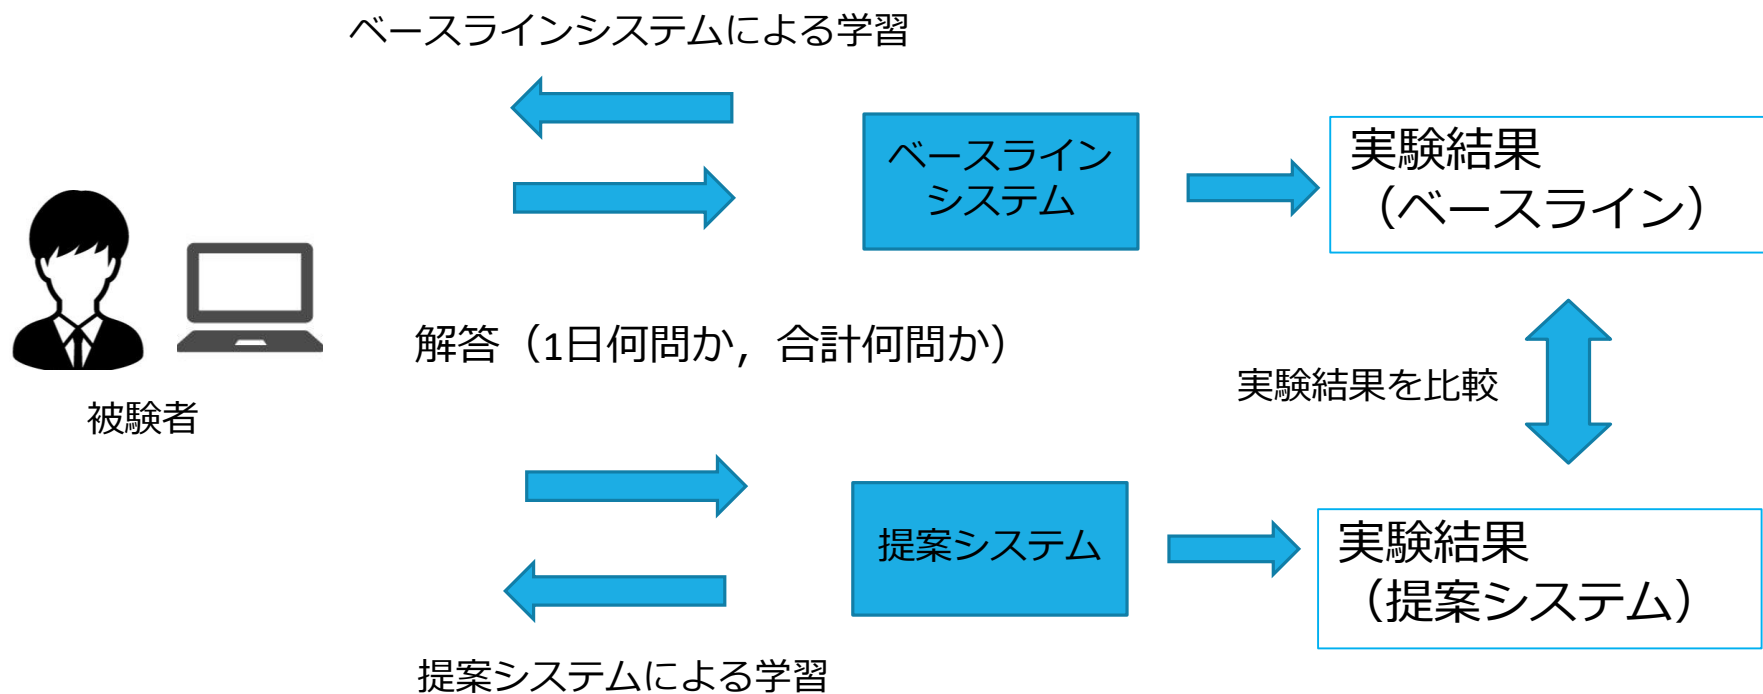 ベースラインシステムによる学習
ベースライン
システム
実験結果
（ベースライン）
被験者
解答（1日何問か，合計何問か）
実験結果を比較
提案システム
実験結果
（提案システム）
提案システムによる学習